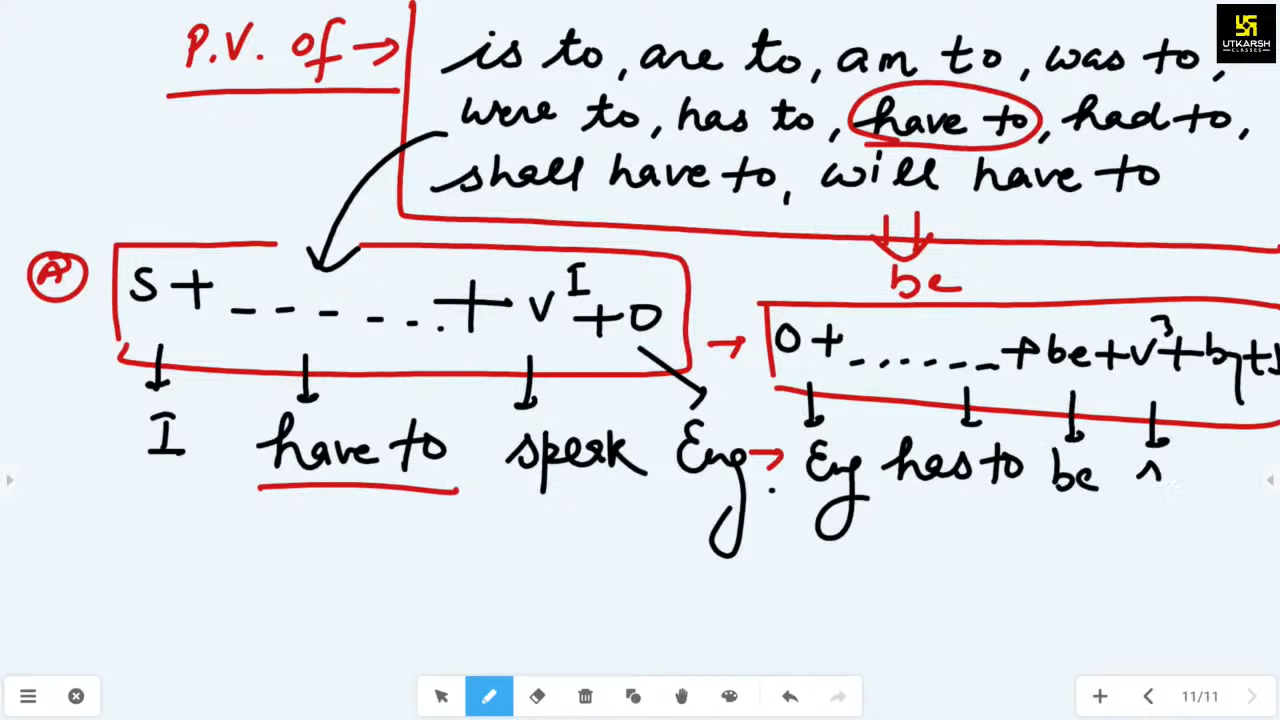 P.V. of → is to, are to, am to, was to,
were to, has to, have to, had to,
shall have to, will have to
UTKARSH
CLASSES
be
A S + - - - - - . + V I + O → O + . . . . . . + be + V 3 + by +
I have to speak Eng. → Eng has to be
11/11